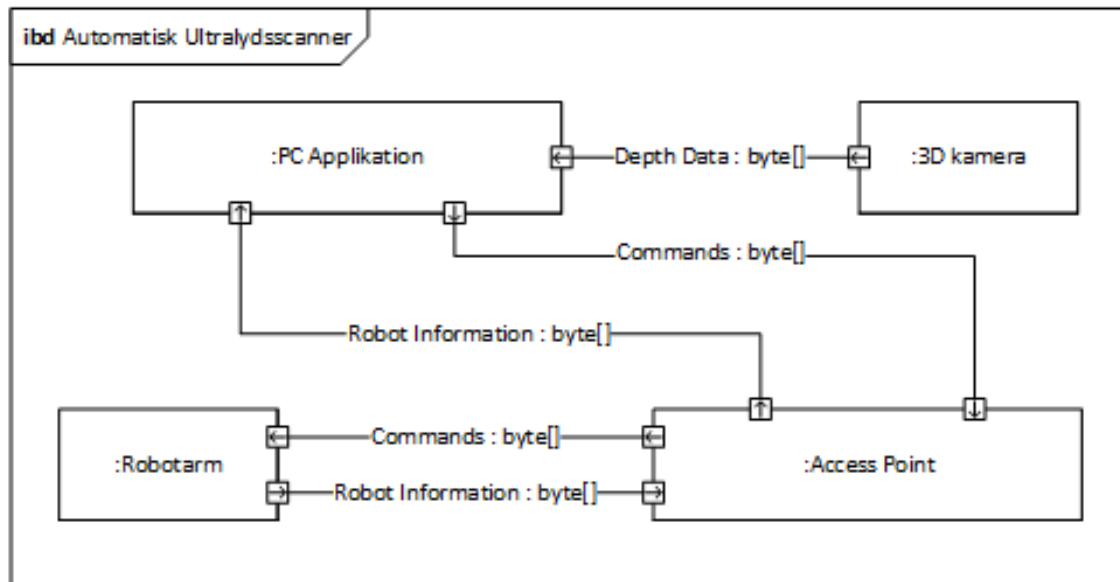 ibd Automatisk Ultralydsscanner
:PC Applikation
Depth Data : byte[]
:3D kamera
Commands : byte[]
Robot Information : byte[]
:Robotarm
Commands : byte[]
Robot Information : byte[]
:Access Point